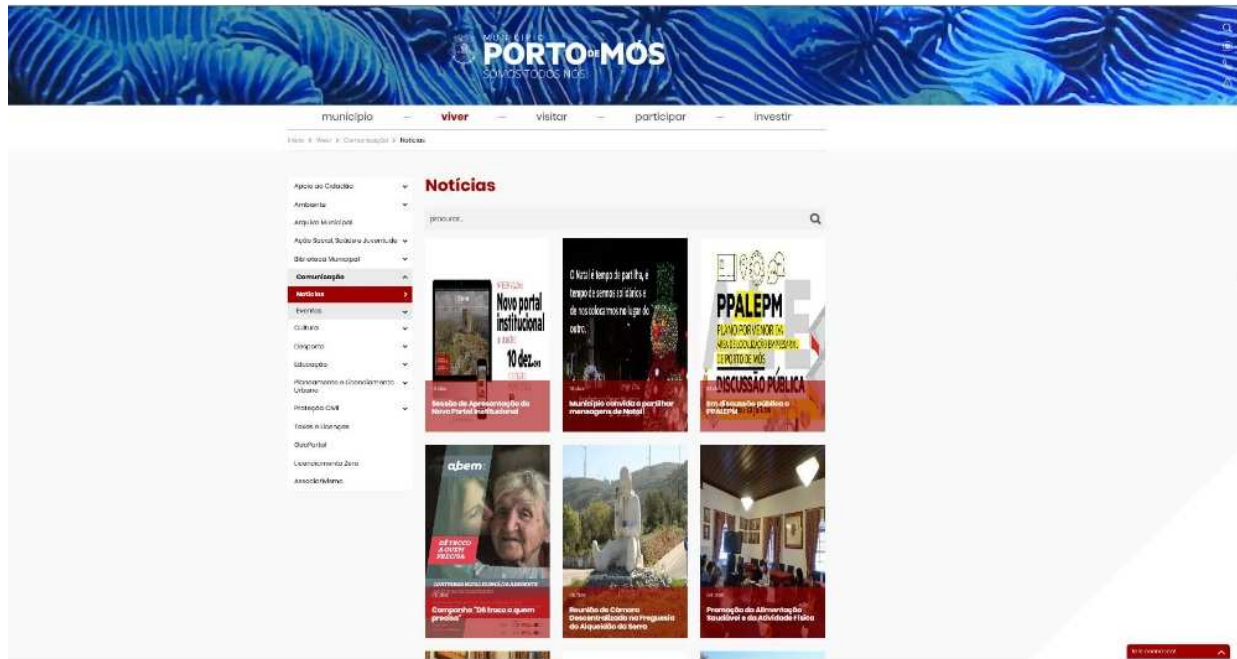 MUNICÍPIO
PORTO DE MÓS
SOMOS TODOS NÓS
município — viver — visitar — participar — investir
Início > Viver > Comunicação > Notícias
Apoio ao Cidadão
Ambiente
Arquivo Municipal
Ação Social, Saúde e Juventude
Biblioteca Municipal
Comunicação
Notícias
Eventos
Cultura
Desporto
Educação
Planeamento e Licenciamento
Urbano
Proteção Civil
Taxas e Licenças
GeoPortal
Licenciamento Zero
Associativismo
Notícias
procurar...
Novo portal
institucional
10 dez.
Sessão de Apresentação do
Novo Portal Institucional
O Natal é tempo de partilha, é
tempo de sermos solidários e
de nos colocarmos no lugar do
outro.
Município convida a partilhar
mensagens de Natal
PPALEPM
PLANO PORMENOR DA
ÁREA DE LOCALIZAÇÃO EMPRESARIAL
DE PORTO DE MÓS
DISCUSSÃO PÚBLICA
Em discussão pública o
PPALEPM
abem:
DÊ TROCO
A QUEM
PRECISA
Campanha "Dê troco a quem
precisa"
Reunião de Câmara
Descentralizada na Freguesia
do Alqueidão da Serra
Promoção da Alimentação
Saudável e da Atividade Física